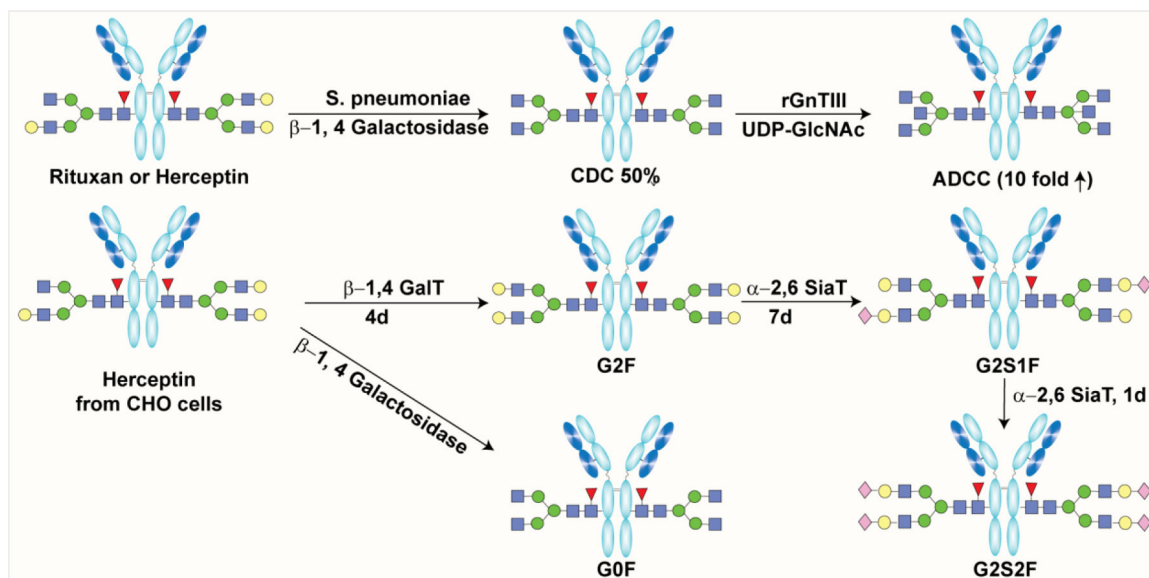 S. pneumoniae
β–1, 4 Galactosidase
rGnTIII
UDP-GlcNAc
Rituxan or Herceptin
CDC 50%
ADCC (10 fold ↑)
β–1,4 GalT
4d
α–2,6 SiaT
7d
β–1, 4 Galactosidase
Herceptin
from CHO cells
G2F
G2S1F
α–2,6 SiaT, 1d
G0F
G2S2F